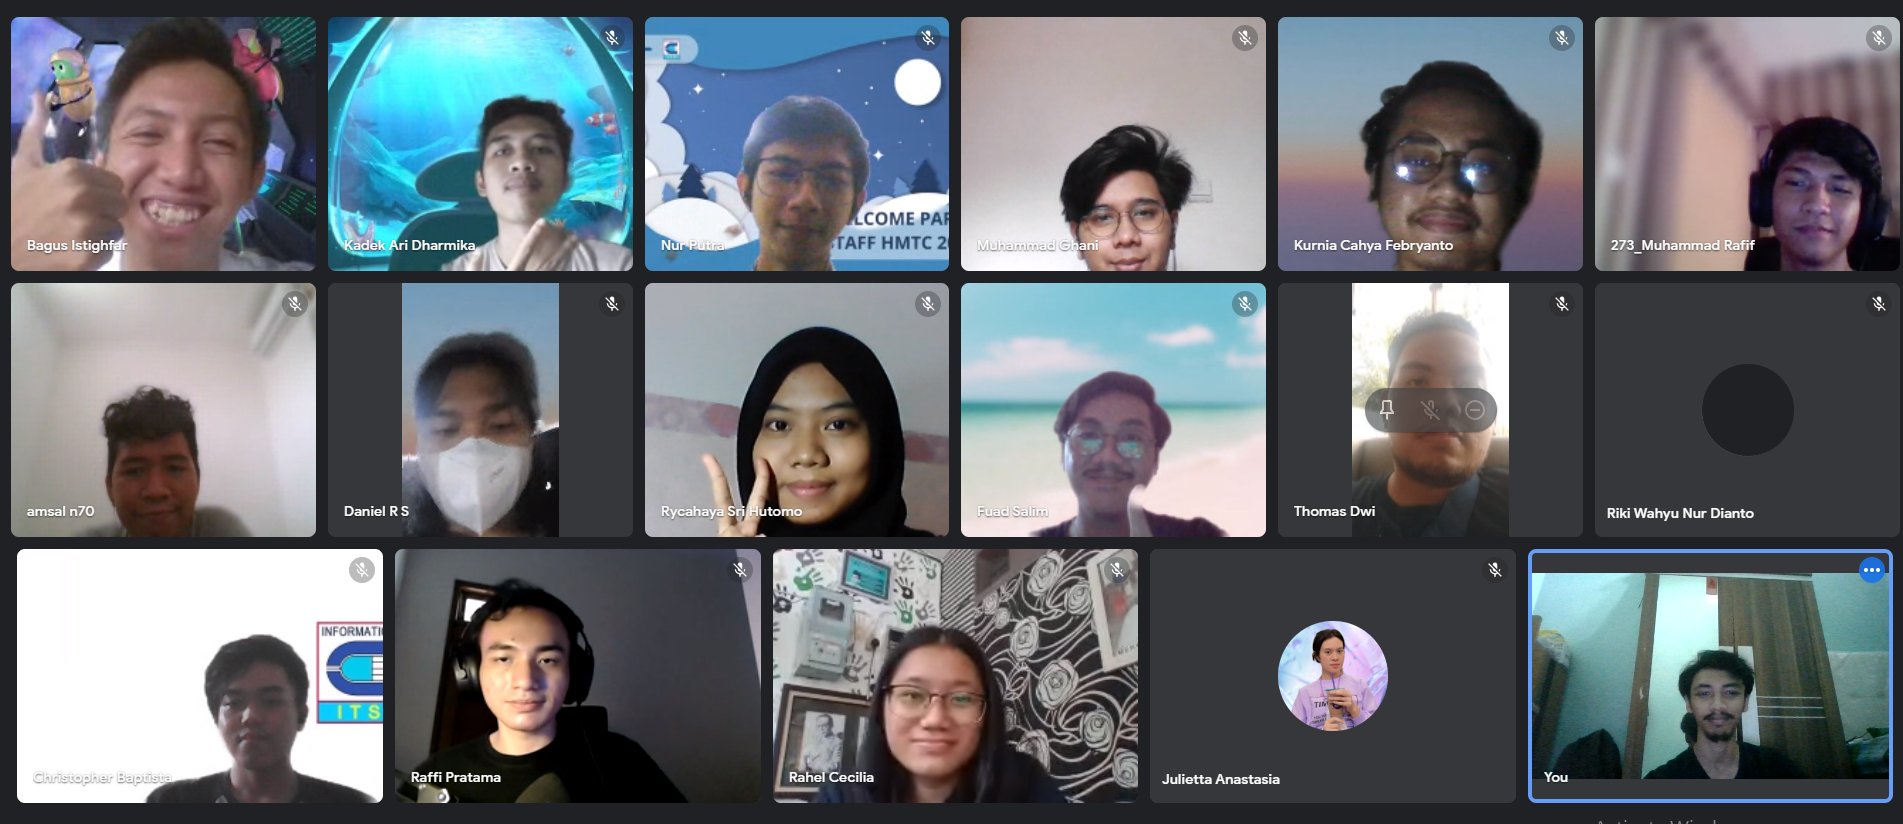 Bagus Istighfar
Kadek Ari Dharmika
LCOME PAR
TAFF HMTC 20
Nur Putra
Muhammad Ghani
Kurnia Cahya Febryanto
273_Muhammad Rafif
amsal n70
Daniel R S
Rycahaya Sri Hutomo
Fuad Salim
Thomas Dwi
Riki Wahyu Nur Dianto
INFORMATI
ITS
Christopher Baptista
Raffi Pratama
Rahel Cecilia
Julietta Anastasia
You